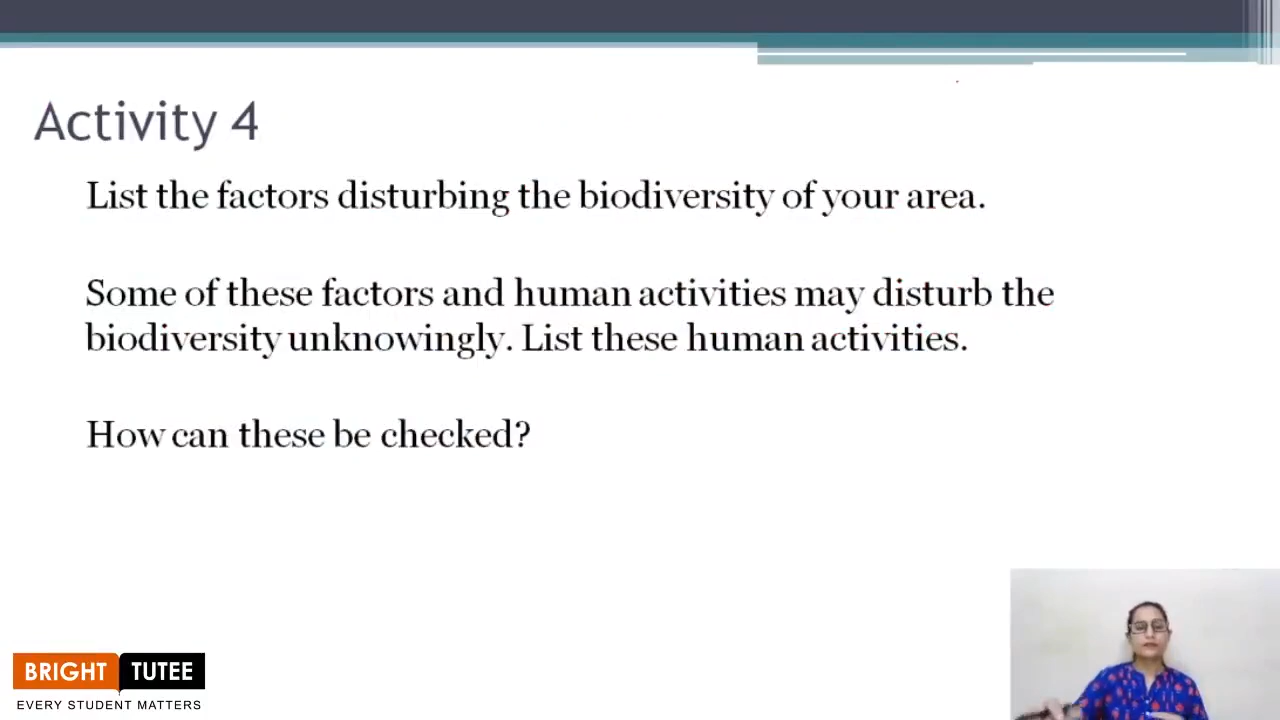 Activity 4
List the factors disturbing the biodiversity of your area.
Some of these factors and human activities may disturb the
biodiversity unknowingly. List these human activities.
How can these be checked?
BRIGHT TUTEE
EVERY STUDENT MATTERS